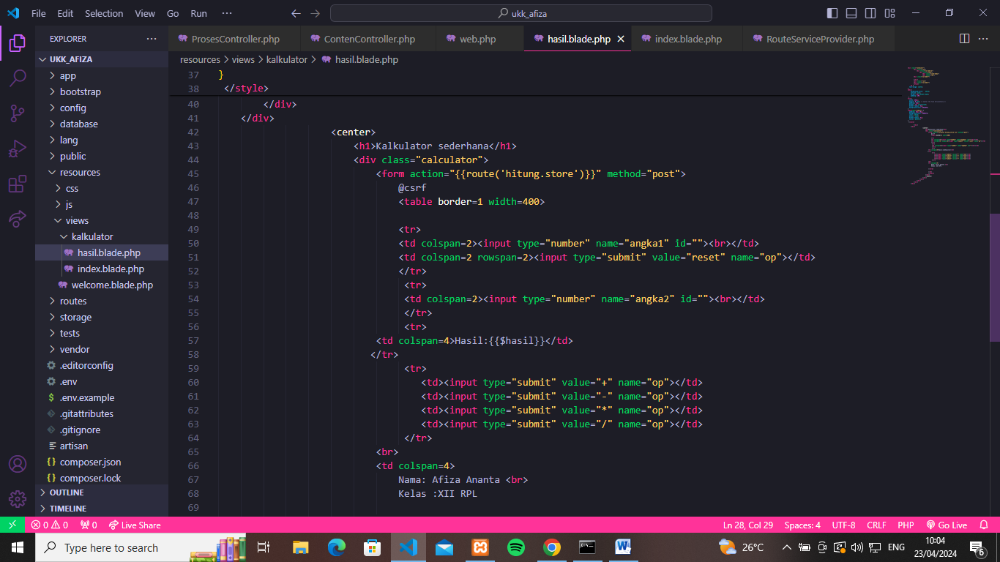 File Edit Selection View Go Run ··· ukk_afiza
EXPLORER ···
ProsesController.php ContenController.php web.php hasil.blade.php index.blade.php RouteServiceProvider.php ···
UKK_AFIZA
app
bootstrap
config
database
lang
public
resources
css
js
views
kalkulator
hasil.blade.php
index.blade.php
welcome.blade.php
routes
storage
tests
vendor
.editorconfig
.env
.env.example
.gitattributes
.gitignore
artisan
composer.json
composer.lock
OUTLINE
TIMELINE
resources > views > kalkulator > hasil.blade.php
37 }
38 </style>
40 </div>
41 </div>
42 <center>
43 <h1>Kalkulator sederhana</h1>
44 <div class="calculator">
45 <form action="{{route('hitung.store')}}" method="post">
46 @csrf
47 <table border=1 width=400>
48
49 <tr>
50 <td colspan=2><input type="number" name="angka1" id=""><br></td>
51 <td colspan=2 rowspan=2><input type="submit" value="reset" name="op"></td>
52 </tr>
53 <tr>
54 <td colspan=2><input type="number" name="angka2" id=""><br></td>
55 </tr>
56 <tr>
57 <td colspan=4>Hasil:{{$hasil}}</td>
58 </tr>
59 <tr>
60 <td><input type="submit" value="+" name="op"></td>
61 <td><input type="submit" value="-" name="op"></td>
62 <td><input type="submit" value="*" name="op"></td>
63 <td><input type="submit" value="/" name="op"></td>
64 </tr>
65 <br>
66 <td colspan=4>
67 Nama: Afiza Ananta <br>
68 Kelas :XII RPL
69
0 0 0 Live Share Ln 28, Col 29 Spaces: 4 UTF-8 CRLF PHP Go Live
Type here to search 26°C ENG 10:04
23/04/2024 6